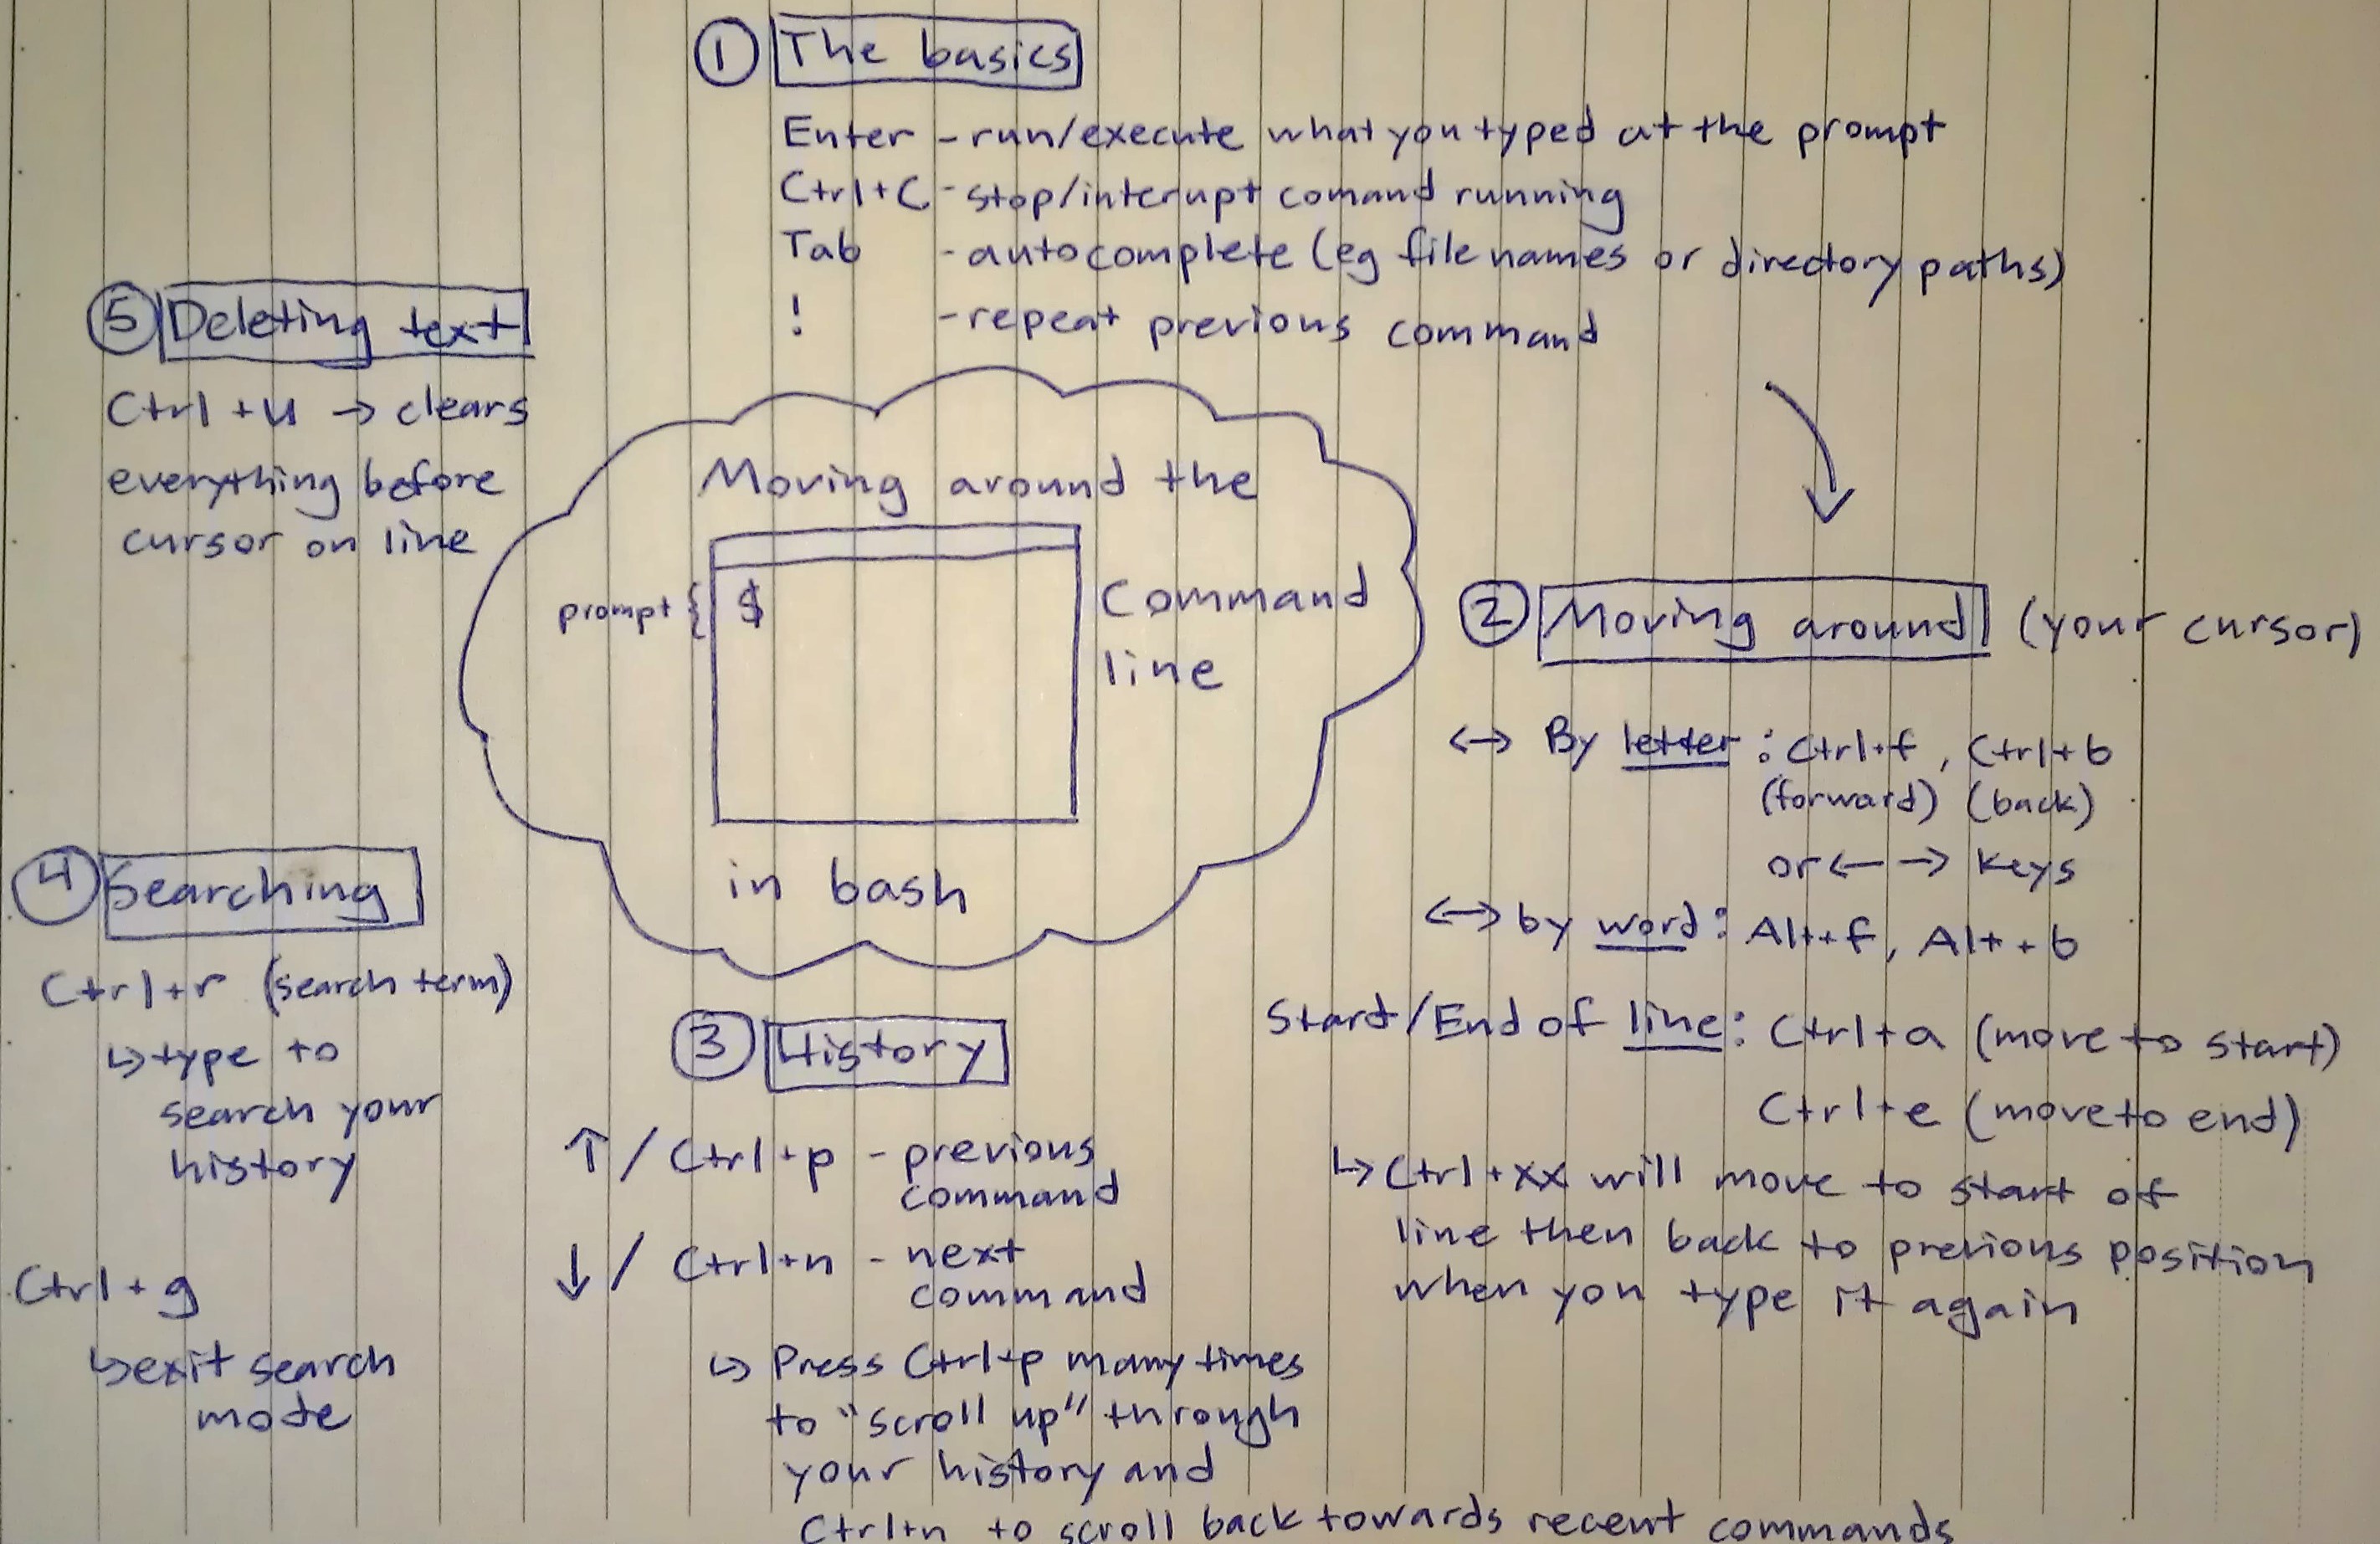 ① The basics
Enter - run/execute what you typed at the prompt
Ctrl+C - stop/interupt comand running
Tab - autocomplete (eg file names or directory paths)
! - repeat previous command
Moving around the
prompt { $
Command
line
in bash
② Moving around (your cursor)
↔ By letter: Ctrl+f, Ctrl+b
(forward) (back)
or ← → keys
↔ by word: Alt+f, Alt+b
Start/End of line: Ctrl+a (move to start)
Ctrl+e (move to end)
↳ Ctrl+xx will move to start of
line then back to previous position
when you type it again
③ History
↑ / Ctrl+p - previous
command
↓ / Ctrl+n - next
command
↳ Press Ctrl+p many times
to "scroll up" through
your history and
Ctrl+n to scroll back towards recent commands
④ Searching
Ctrl+r (search term)
↳ type to
search your
history
Ctrl+g
↳ exit search
mode
⑤ Deleting text
Ctrl+u → clears
everything before
cursor on line